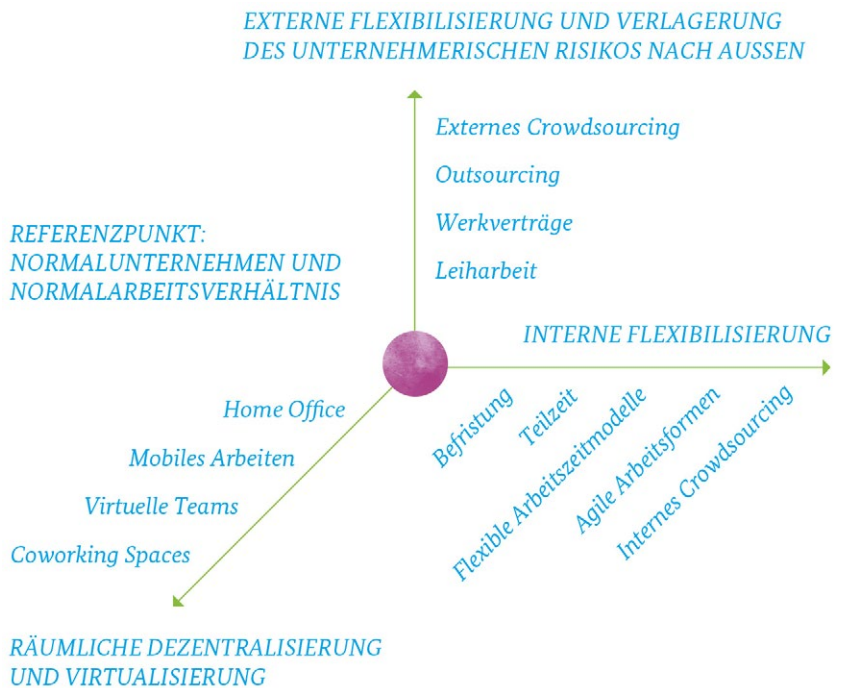 EXTERNE FLEXIBILISIERUNG UND VERLAGERUNG
DES UNTERNEHMERISCHEN RISIKOS NACH AUSSEN
Externes Crowdsourcing
Outsourcing
Werkverträge
Leiharbeit
REFERENZPUNKT:
NORMALUNTERNEHMEN UND
NORMALARBEITSVERHÄLTNIS
INTERNE FLEXIBILISIERUNG
Befristung
Teilzeit
Flexible Arbeitszeitmodelle
Agile Arbeitsformen
Internes Crowdsourcing
Home Office
Mobiles Arbeiten
Virtuelle Teams
Coworking Spaces
RÄUMLICHE DEZENTRALISIERUNG
UND VIRTUALISIERUNG